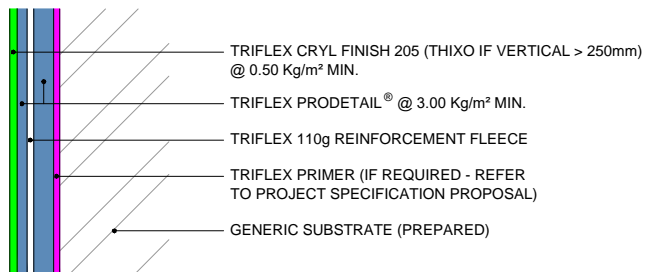 TRIFLEX CRYL FINISH 205 (THIXO IF VERTICAL > 250mm)
@ 0.50 Kg/m² MIN.
TRIFLEX PRODETAIL® @ 3.00 Kg/m² MIN.
TRIFLEX 110g REINFORCEMENT FLEECE
TRIFLEX PRIMER (IF REQUIRED - REFER
TO PROJECT SPECIFICATION PROPOSAL)
GENERIC SUBSTRATE (PREPARED)